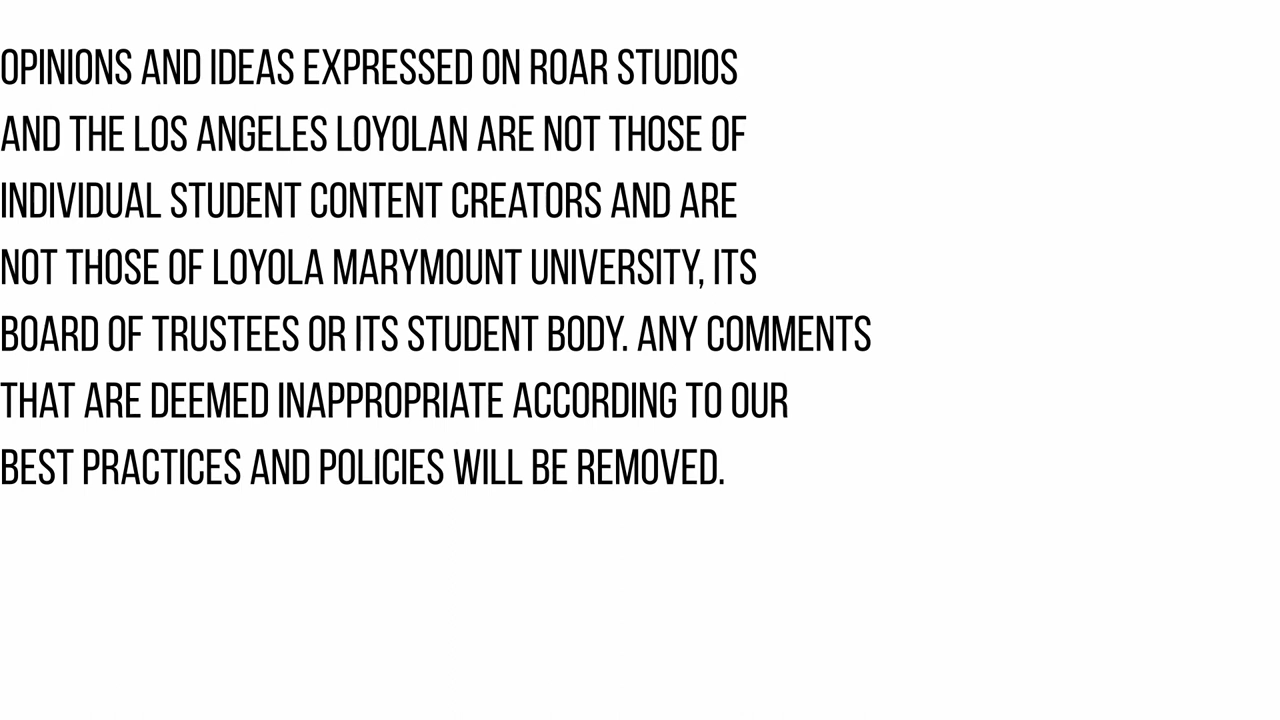 OPINIONS AND IDEAS EXPRESSED ON ROAR STUDIOS
AND THE LOS ANGELES LOYOLAN ARE NOT THOSE OF
INDIVIDUAL STUDENT CONTENT CREATORS AND ARE
NOT THOSE OF LOYOLA MARYMOUNT UNIVERSITY, ITS
BOARD OF TRUSTEES OR ITS STUDENT BODY. ANY COMMENTS
THAT ARE DEEMED INAPPROPRIATE ACCORDING TO OUR
BEST PRACTICES AND POLICIES WILL BE REMOVED.